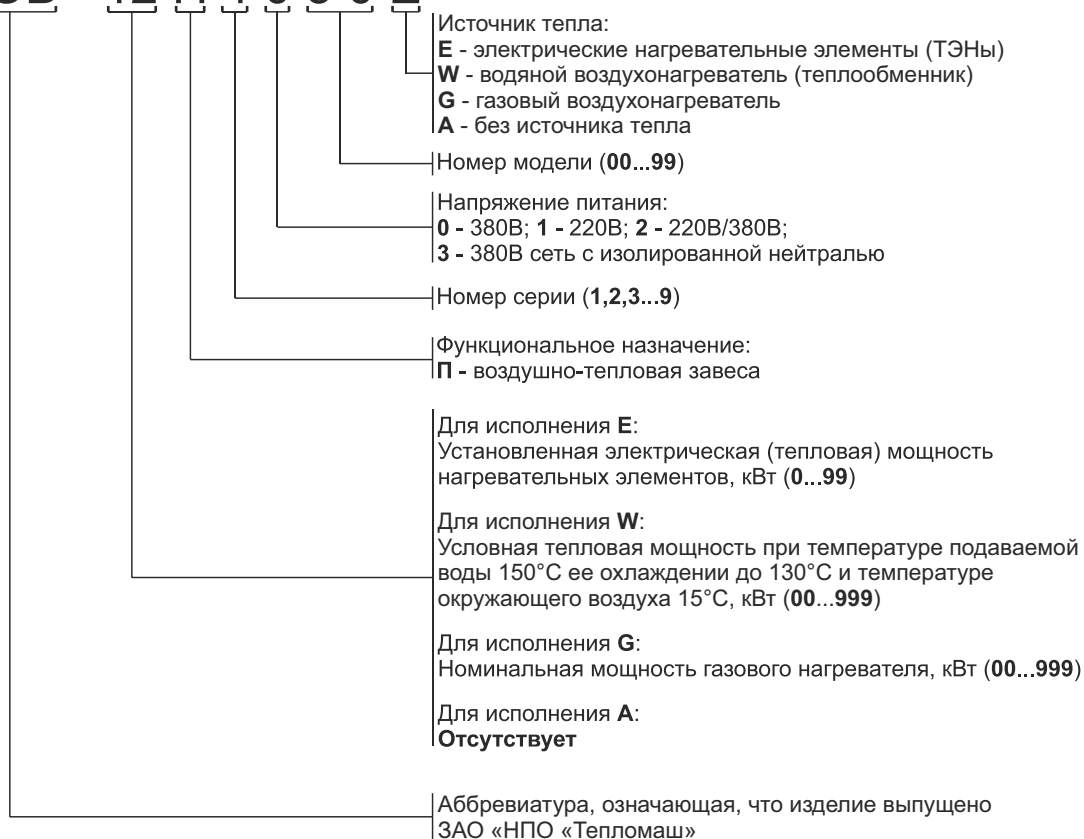 Источник тепла:
E - электрические нагревательные элементы (ТЭНы)
W - водяной воздухонагреватель (теплообменник)
G - газовый воздухонагреватель
A - без источника тепла
Номер модели (00...99)
Напряжение питания:
0 - 380В; 1 - 220В; 2 - 220В/380В;
3 - 380В сеть с изолированной нейтралью
Номер серии (1,2,3...9)
Функциональное назначение:
П - воздушно-тепловая завеса
Для исполнения E:
Установленная электрическая (тепловая) мощность
нагревательных элементов, кВт (0...99)
Для исполнения W:
Условная тепловая мощность при температуре подаваемой
воды 150°С ее охлаждении до 130°С и температуре
окружающего воздуха 15°С, кВт (00...999)
Для исполнения G:
Номинальная мощность газового нагревателя, кВт (00...999)
Для исполнения A:
Отсутствует
Аббревиатура, означающая, что изделие выпущено
ЗАО «НПО «Тепломаш»